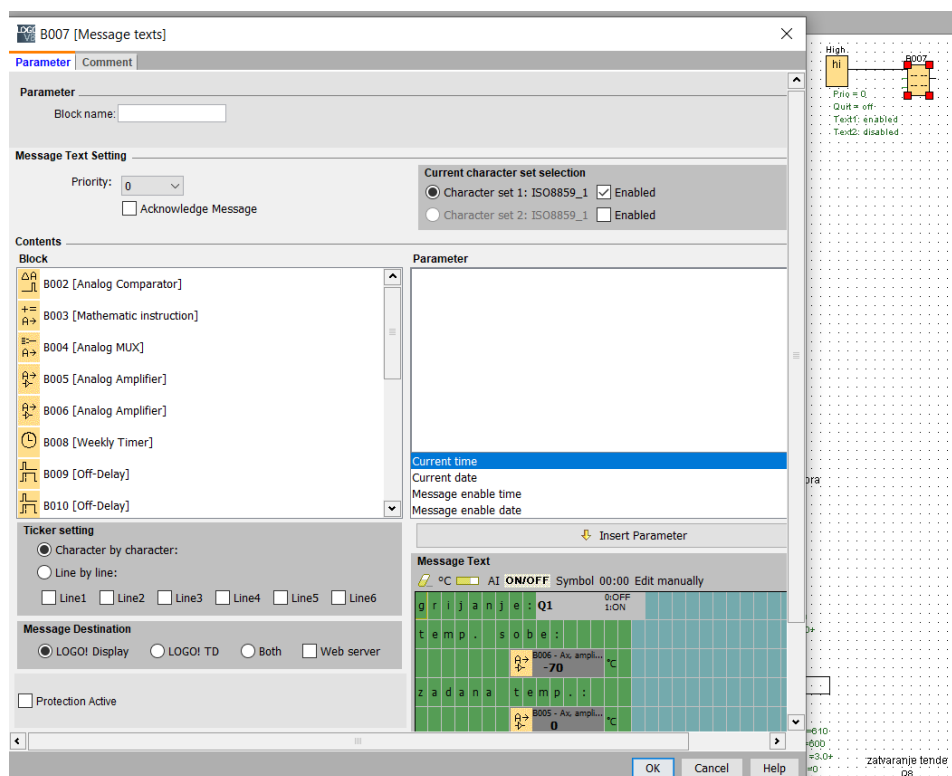 B007 [Message texts]
Parameter Comment
Parameter
Block name:
Message Text Setting
Priority: 0
Acknowledge Message
Current character set selection
Character set 1: ISO8859_1 Enabled
Character set 2: ISO8859_1 Enabled
Contents
Block
B002 [Analog Comparator]
B003 [Mathematic instruction]
B004 [Analog MUX]
B005 [Analog Amplifier]
B006 [Analog Amplifier]
B008 [Weekly Timer]
B009 [Off-Delay]
B010 [Off-Delay]
Parameter
Current time
Current date
Message enable time
Message enable date
Insert Parameter
Ticker setting
Character by character:
Line by line:
Line1 Line2 Line3 Line4 Line5 Line6
Message Destination
LOGO! Display LOGO! TD Both Web server
Protection Active
Message Text
°C AI ON/OFF Symbol 00:00 Edit manually
grijanje: Q1 0:OFF
1:ON
temp. sobe:
B006 - Ax, ampli...
-70 °C
zadana temp.:
B005 - Ax, ampli...
0 °C
OK Cancel Help
High
hi
B007
Prio = 0
Quit = off
Text1: enabled
Text2: disabled
zatvaranje tende
Q8